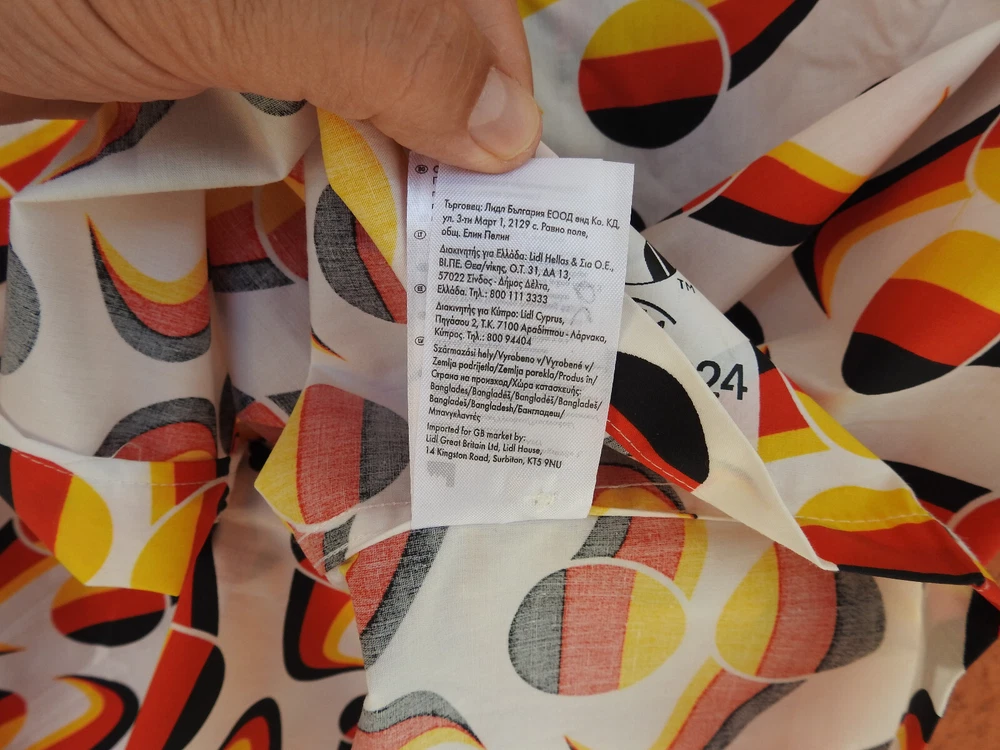 Търговец: Лидл България ЕООД енд Ко. КД,
ул. 3-ти Март 1, 2129 с. Равно поле,
общ. Елин Пелин
Διακινητής για Ελλάδα: Lidl Hellas & Σια Ο.Ε.,
ΒΙ.ΠΕ. Θεσ/νίκης, Ο.Τ. 31, ΔΑ 13,
57022 Σίνδος - Δήμος Δέλτα,
Ελλάδα. Τηλ.: 800 111 3333
Διακινητής για Κύπρο: Lidl Cyprus,
Πηγάσου 2, Τ.Κ. 7100 Αραδίππου - Λάρνακα,
Κύπρος. Τηλ.: 800 94404
Származási hely/Vyrobeno v/Vyrobené v/
Zemlja podrijetla/Zemlja porekla/Produs în/
Страна на произход/Χώρα κατασκευής:
Banglades/Bangladéš/Bangladéš/Bangladeš/
Bangladeš/Bangladesh/Бангладеш/
Μπανγκλαντές
Imported for GB market by:
Lidl Great Britain Ltd, Lidl House,
14 Kingston Road, Surbiton, KT5 9NU
TM
24